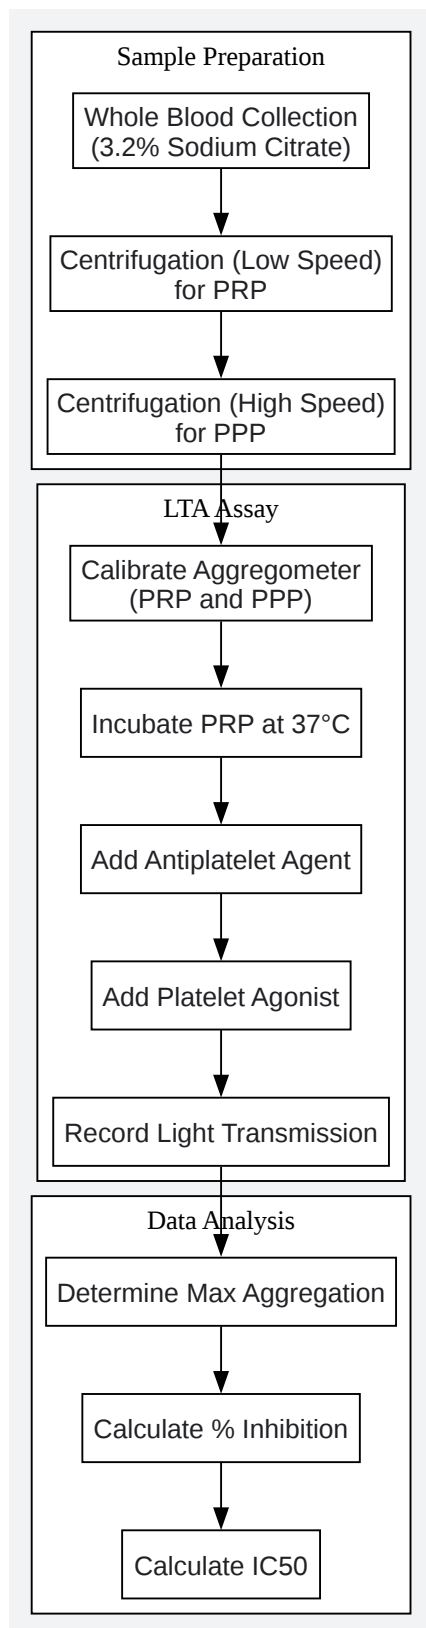 Sample Preparation
Whole Blood Collection
(3.2% Sodium Citrate)
Centrifugation (Low Speed)
for PRP
Centrifugation (High Speed)
for PPP
LTA Assay
Calibrate Aggregometer
(PRP and PPP)
Incubate PRP at 37°C
Add Antiplatelet Agent
Add Platelet Agonist
Record Light Transmission
Data Analysis
Determine Max Aggregation
Calculate % Inhibition
Calculate IC50